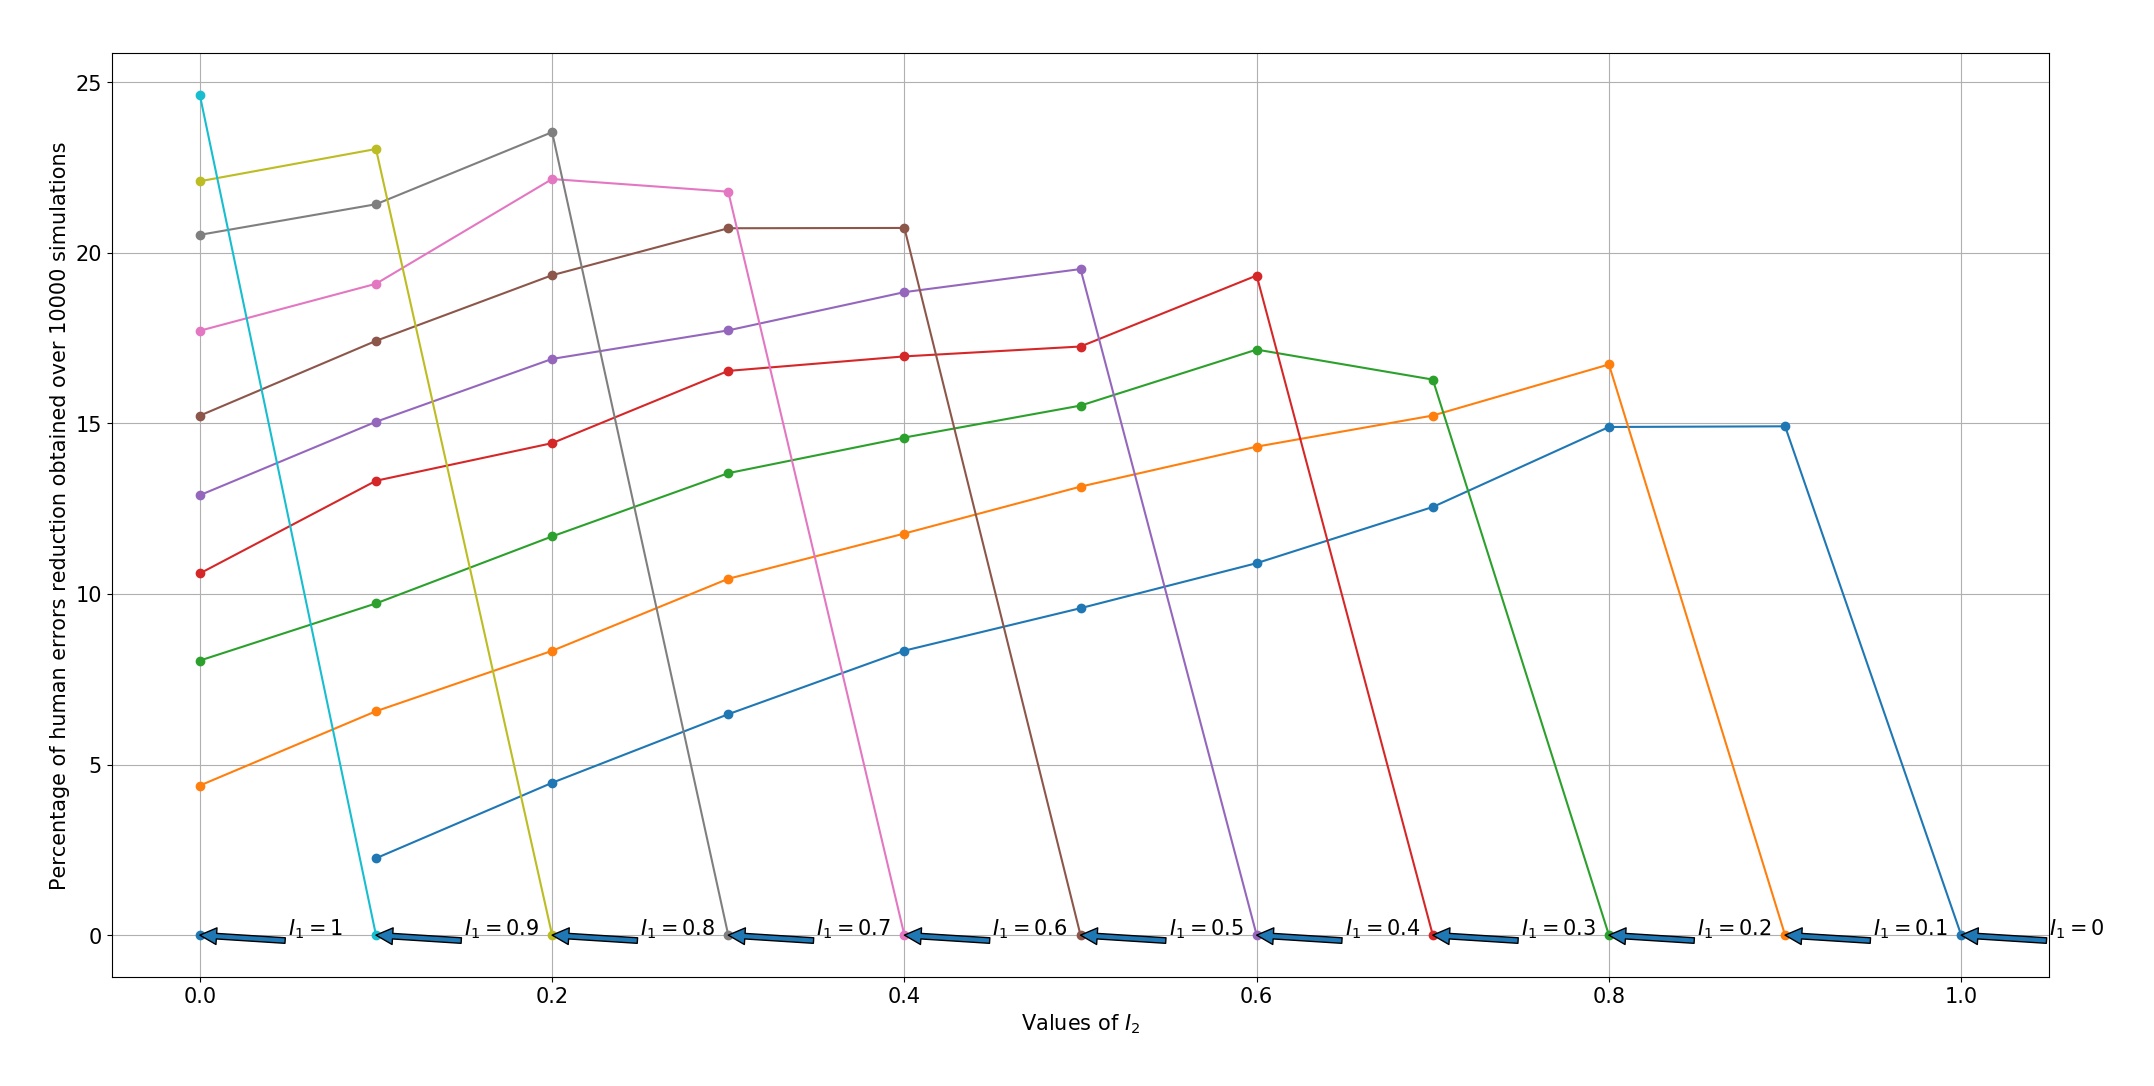 Percentage of human errors reduction obtained over 10000 simulations
25
20
15
10
5
0
I₁ = 1
I₁ = 0.9
I₁ = 0.8
I₁ = 0.7
I₁ = 0.6
I₁ = 0.5
I₁ = 0.4
I₁ = 0.3
I₁ = 0.2
I₁ = 0.1
I₁ = 0
0.0
0.2
0.4
0.6
0.8
1.0
Values of I₂